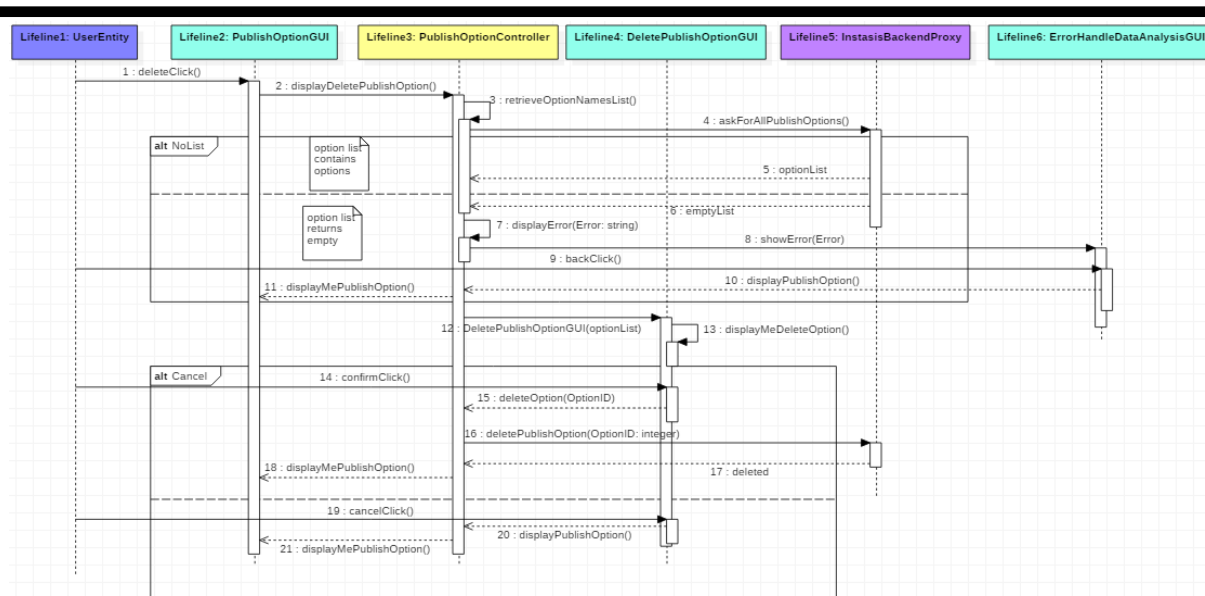 Lifeline1: UserEntity
Lifeline2: PublishOptionGUI
Lifeline3: PublishOptionController
Lifeline4: DeletePublishOptionGUI
Lifeline5: InstasisBackendProxy
Lifeline6: ErrorHandleDataAnalysisGUI
1 : deleteClick()
2 : displayDeletePublishOption()
3 : retrieveOptionNamesList()
4 : askForAllPublishOptions()
alt NoList
option list
contains
options
5 : optionList
option list
returns
empty
6 : emptyList
7 : displayError(Error: string)
8 : showError(Error)
9 : backClick()
10 : displayPublishOption()
11 : displayMePublishOption()
12 : DeletePublishOptionGUI(optionList)
13 : displayMeDeleteOption()
alt Cancel
14 : confirmClick()
15 : deleteOption(OptionID)
16 : deletePublishOption(OptionID: integer)
17 : deleted
18 : displayMePublishOption()
19 : cancelClick()
20 : displayPublishOption()
21 : displayMePublishOption()